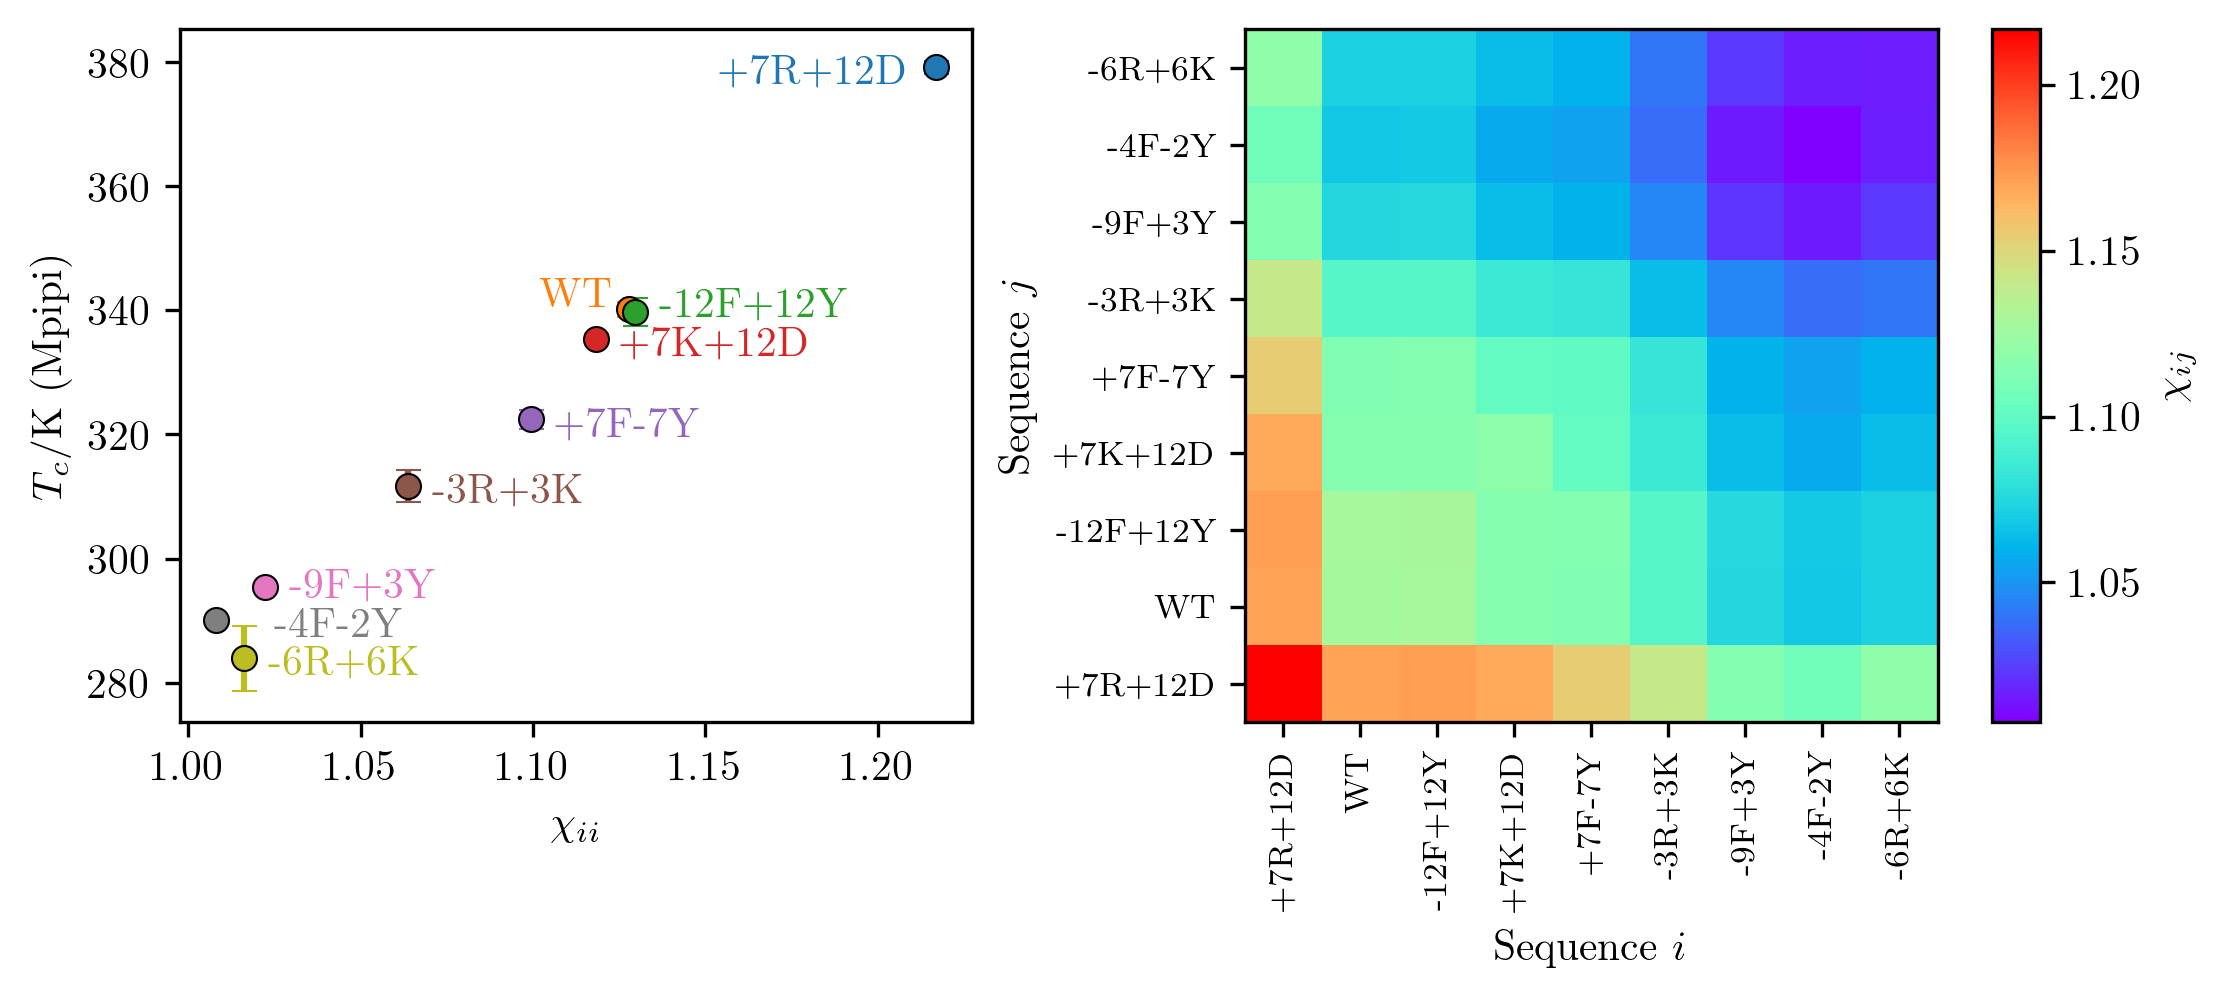 380
360
340
320
300
280
T_c/K (Mpipi)
+7R+12D
WT
-12F+12Y
+7K+12D
+7F-7Y
-3R+3K
-9F+3Y
-4F-2Y
-6R+6K
1.00 1.05 1.10 1.15 1.20
χ_ii
Sequence j
-6R+6K
-4F-2Y
-9F+3Y
-3R+3K
+7F-7Y
+7K+12D
-12F+12Y
WT
+7R+12D
+7R+12D
WT
-12F+12Y
+7K+12D
+7F-7Y
-3R+3K
-9F+3Y
-4F-2Y
-6R+6K
Sequence i
1.20
1.15
1.10
1.05
χ_ij